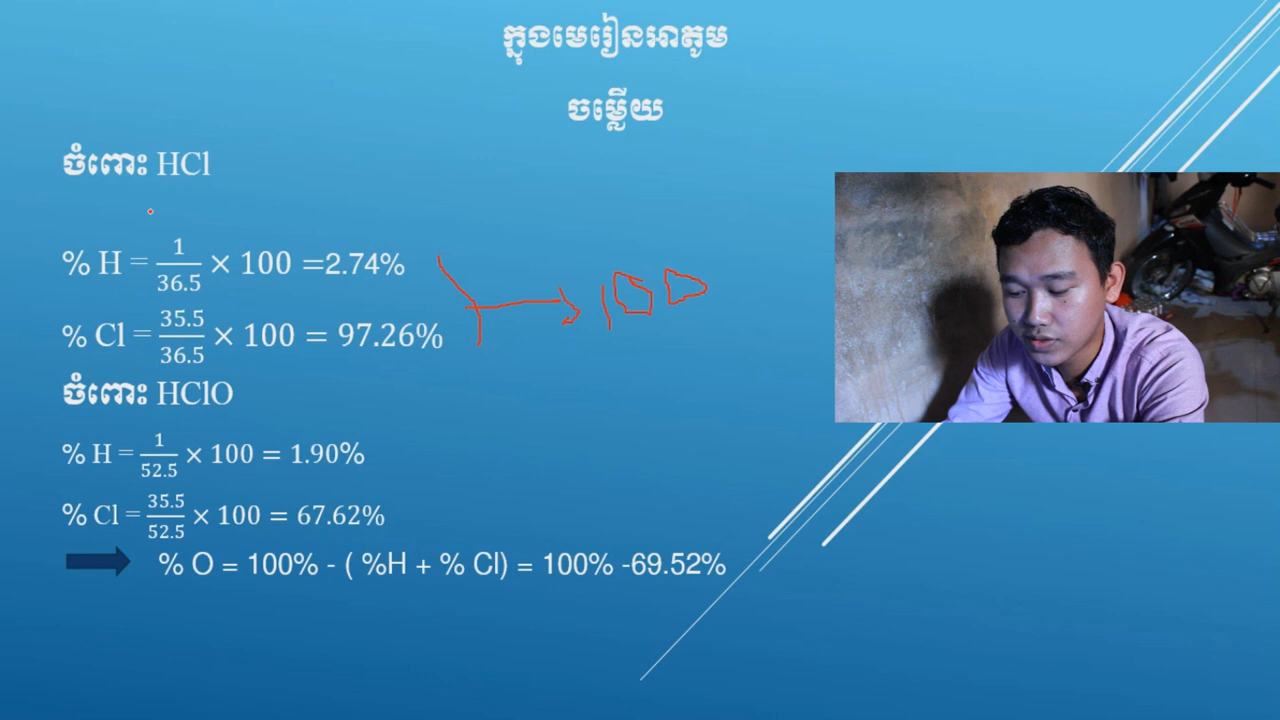 ក្នុងមេរៀនអាតូម
ចម្លើយ
ចំពោះ HCl
% H = 1/36.5 × 100 =2.74%
% Cl = 35.5/36.5 × 100 = 97.26%
100
ចំពោះ HClO
% H = 1/52.5 × 100 = 1.90%
% Cl = 35.5/52.5 × 100 = 67.62%
% O = 100% - ( %H + % Cl) = 100% -69.52%